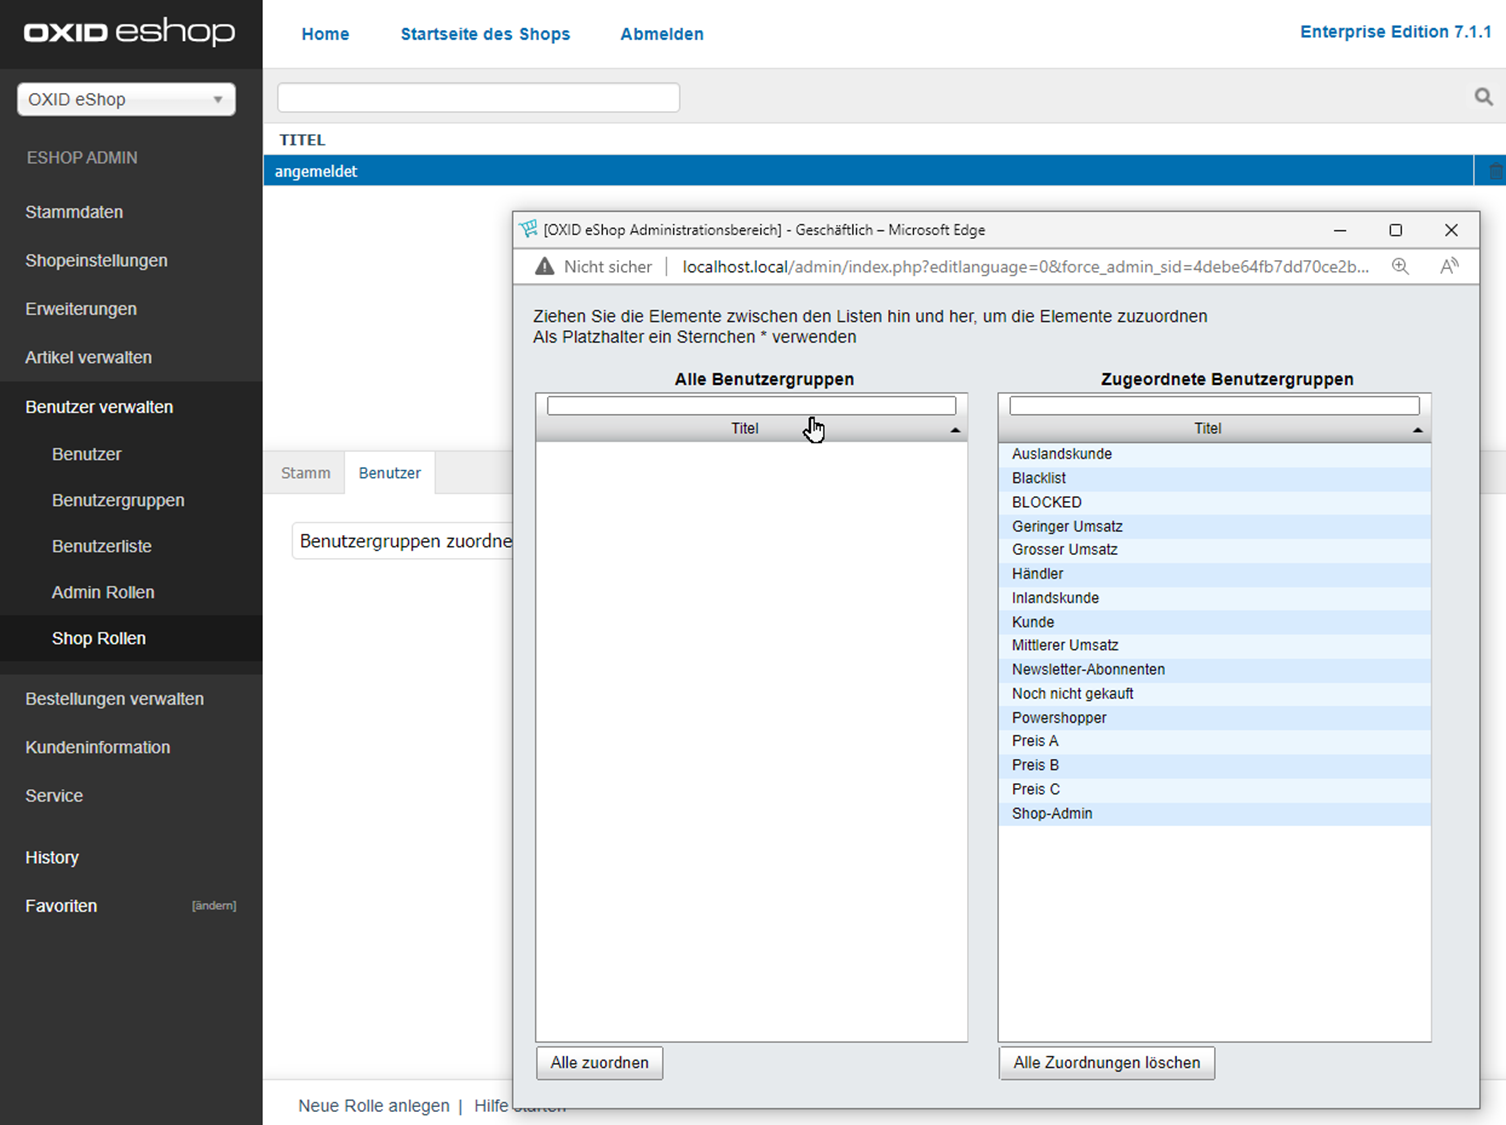 OXID eshop
Home
Startseite des Shops
Abmelden
Enterprise Edition 7.1.1
OXID eShop
TITEL
angemeldet
ESHOP ADMIN
Stammdaten
Shopeinstellungen
Erweiterungen
Artikel verwalten
Benutzer verwalten
Benutzer
Benutzergruppen
Benutzerliste
Admin Rollen
Shop Rollen
Bestellungen verwalten
Kundeninformation
Service
History
Favoriten
[ändern]
Stamm
Benutzer
Benutzergruppen zuordne
Neue Rolle anlegen | Hilfe starten
[OXID eShop Administrationsbereich] - Geschäftlich – Microsoft Edge
Nicht sicher
localhost.local/admin/index.php?editlanguage=0&force_admin_sid=4debe64fb7dd70ce2b...
Ziehen Sie die Elemente zwischen den Listen hin und her, um die Elemente zuzuordnen
Als Platzhalter ein Sternchen * verwenden
Alle Benutzergruppen
Titel
Alle zuordnen
Zugeordnete Benutzergruppen
Titel
Auslandskunde
Blacklist
BLOCKED
Geringer Umsatz
Grosser Umsatz
Händler
Inlandskunde
Kunde
Mittlerer Umsatz
Newsletter-Abonnenten
Noch nicht gekauft
Powershopper
Preis A
Preis B
Preis C
Shop-Admin
Alle Zuordnungen löschen